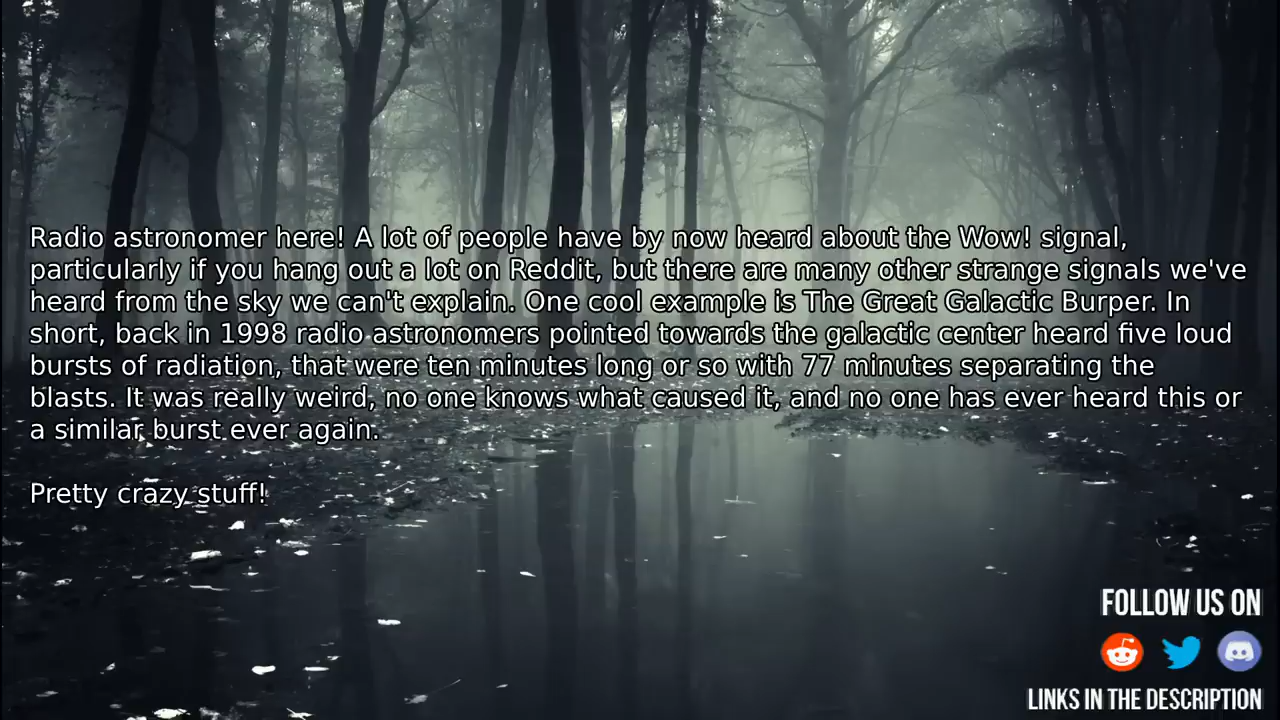 Radio astronomer here! A lot of people have by now heard about the Wow! signal,
particularly if you hang out a lot on Reddit, but there are many other strange signals we've
heard from the sky we can't explain. One cool example is The Great Galactic Burper. In
short, back in 1998 radio astronomers pointed towards the galactic center heard five loud
bursts of radiation, that were ten minutes long or so with 77 minutes separating the
blasts. It was really weird, no one knows what caused it, and no one has ever heard this or
a similar burst ever again.
Pretty crazy stuff!
FOLLOW US ON
LINKS IN THE DESCRIPTION